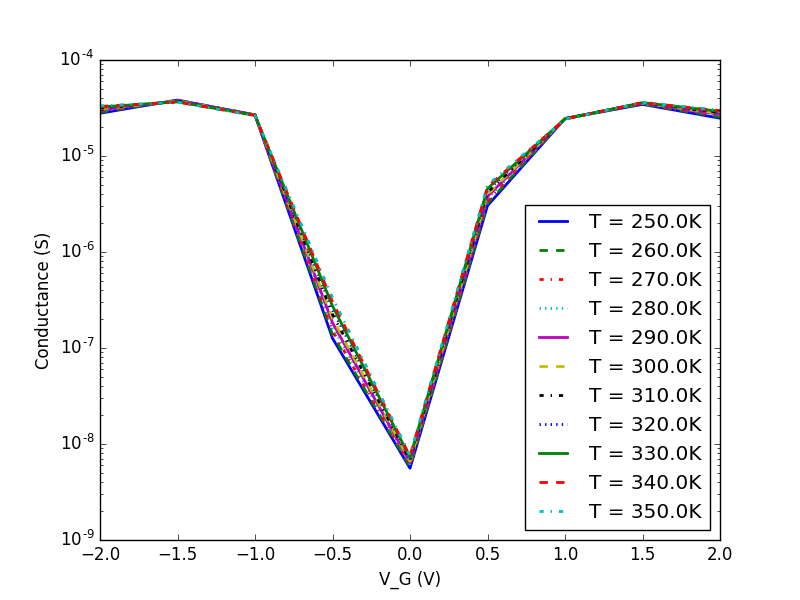 10^-4
10^-5
10^-6
10^-7
10^-8
10^-9
Conductance (S)
T = 250.0K
T = 260.0K
T = 270.0K
T = 280.0K
T = 290.0K
T = 300.0K
T = 310.0K
T = 320.0K
T = 330.0K
T = 340.0K
T = 350.0K
−2.0 −1.5 −1.0 −0.5 0.0 0.5 1.0 1.5 2.0
V_G (V)